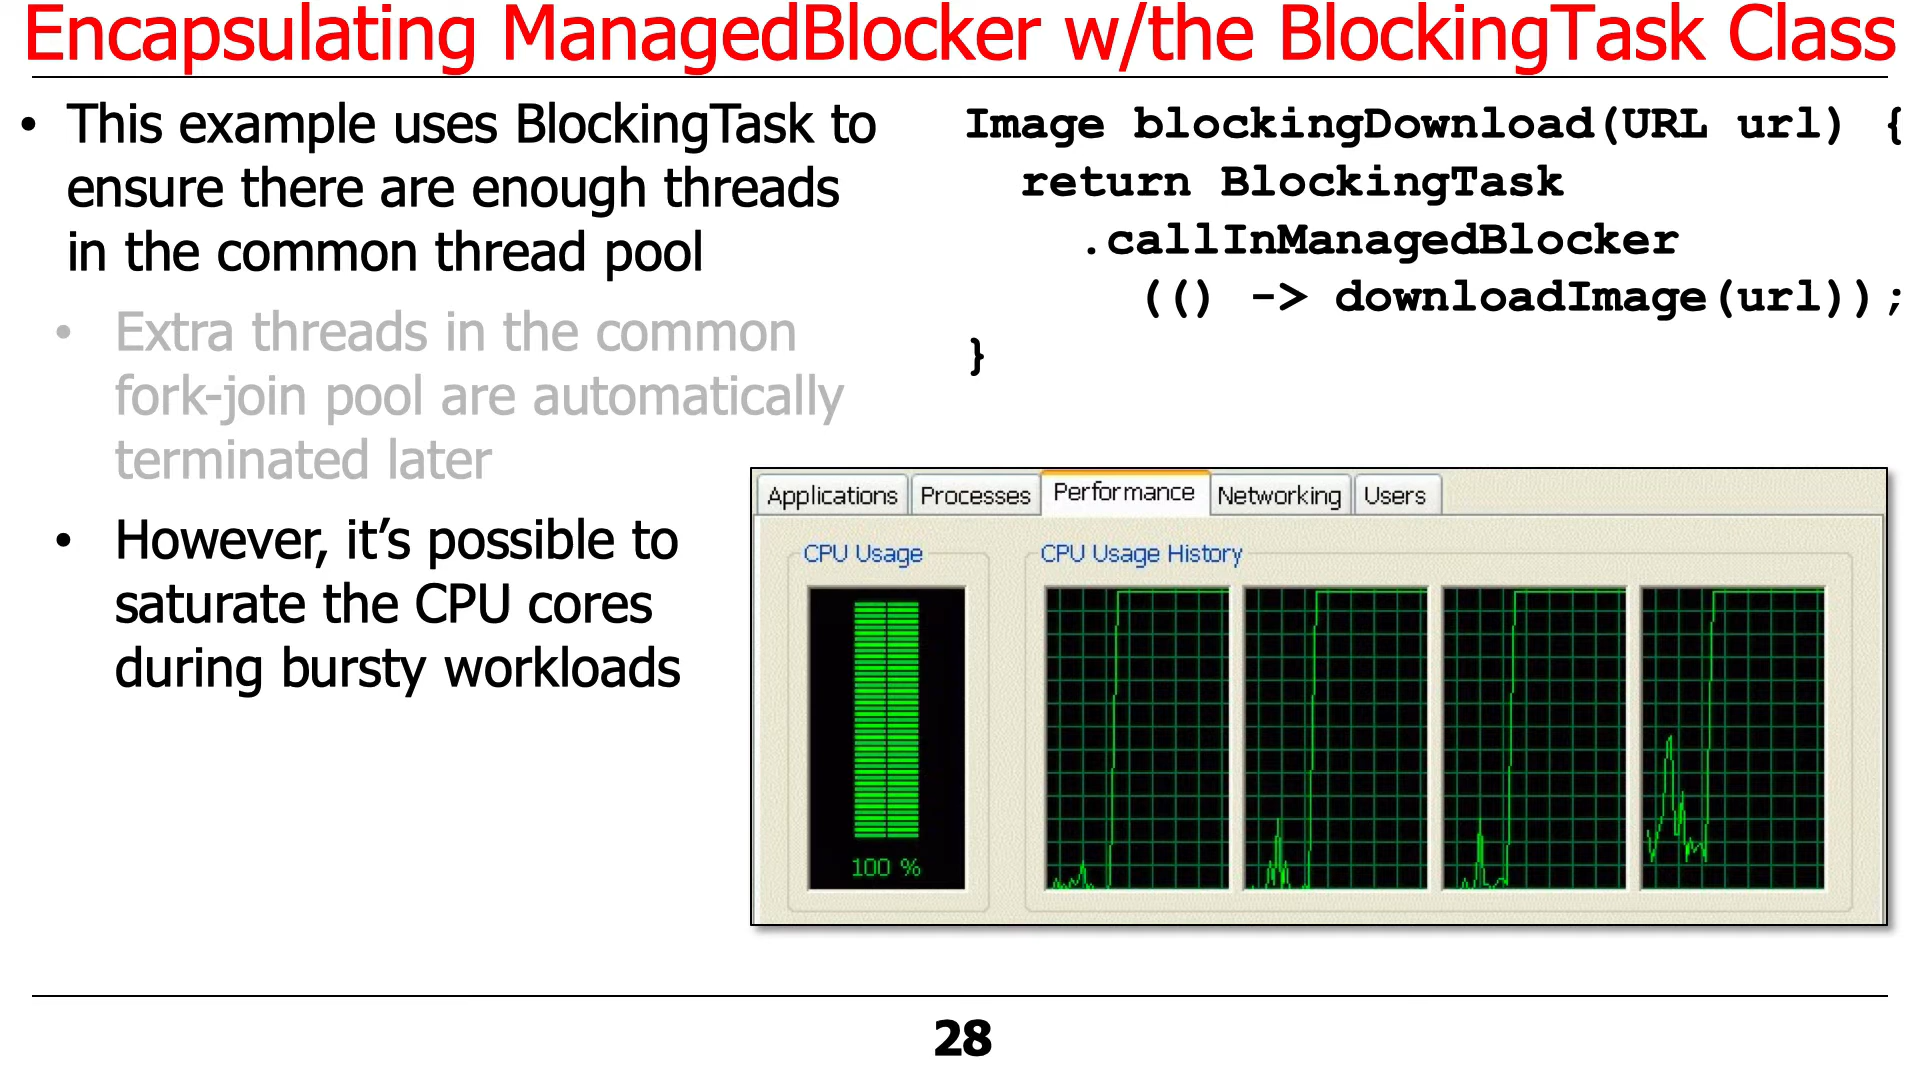 Encapsulating ManagedBlocker w/the BlockingTask Class
• This example uses BlockingTask to
ensure there are enough threads
in the common thread pool
• Extra threads in the common
fork-join pool are automatically
terminated later
• However, it’s possible to
saturate the CPU cores
during bursty workloads
Image blockingDownload(URL url) {
return BlockingTask
.callInManagedBlocker
(() -> downloadImage(url));
}
Applications Processes Performance Networking Users
CPU Usage CPU Usage History
100 %
28